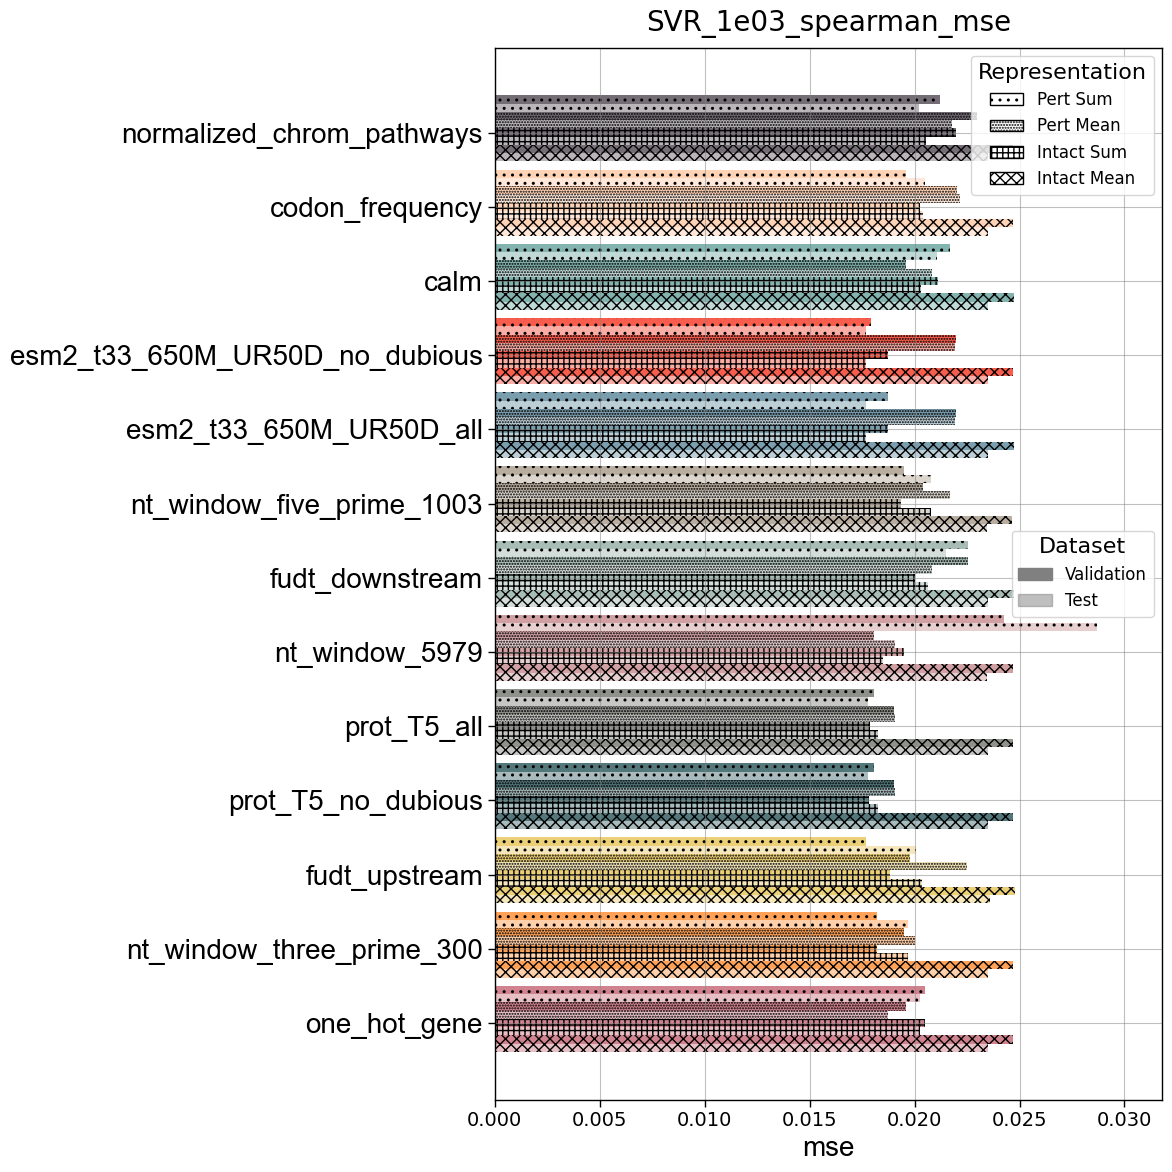 SVR_1e03_spearman_mse
Representation
Pert Sum
Pert Mean
Intact Sum
Intact Mean
normalized_chrom_pathways
codon_frequency
calm
esm2_t33_650M_UR50D_no_dubious
esm2_t33_650M_UR50D_all
nt_window_five_prime_1003
fudt_downstream
Dataset
Validation
Test
nt_window_5979
prot_T5_all
prot_T5_no_dubious
fudt_upstream
nt_window_three_prime_300
one_hot_gene
0.000 0.005 0.010 0.015 0.020 0.025 0.030
mse